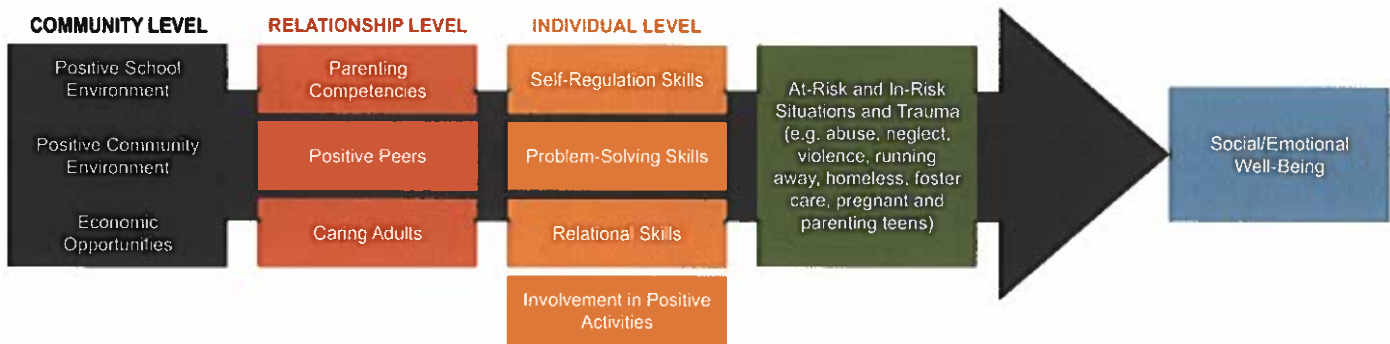 COMMUNITY LEVEL
Positive School
Environment
Positive Community
Environment
Economic
Opportunities
RELATIONSHIP LEVEL
Parenting
Competencies
Positive Peers
Caring Adults
INDIVIDUAL LEVEL
Self-Regulation Skills
Problem-Solving Skills
Relational Skills
Involvement in Positive
Activities
At-Risk and In-Risk
Situations and Trauma
(e.g. abuse, neglect,
violence, running
away, homeless, foster
care, pregnant and
parenting teens)
Social/Emotional
Well-Being